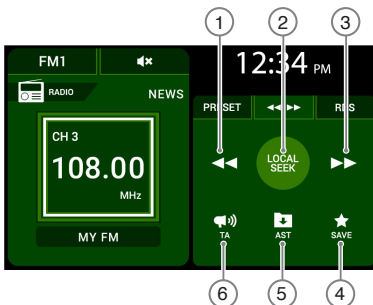 1 2 3
FM1
12:34 PM
RADIO
NEWS
PRESET
RDS
CH 3
108.00
MHz
LOCAL
SEEK
MY FM
TA
AST
SAVE
6 5 4